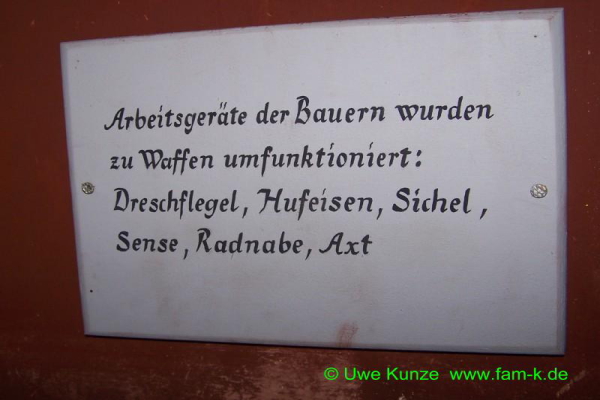 Arbeitsgeräte der Bauern wurden
zu Waffen umfunktioniert:
Dreschflegel, Hufeisen, Sichel,
Sense, Radnabe, Axt
© Uwe Kunze www.fam-k.de